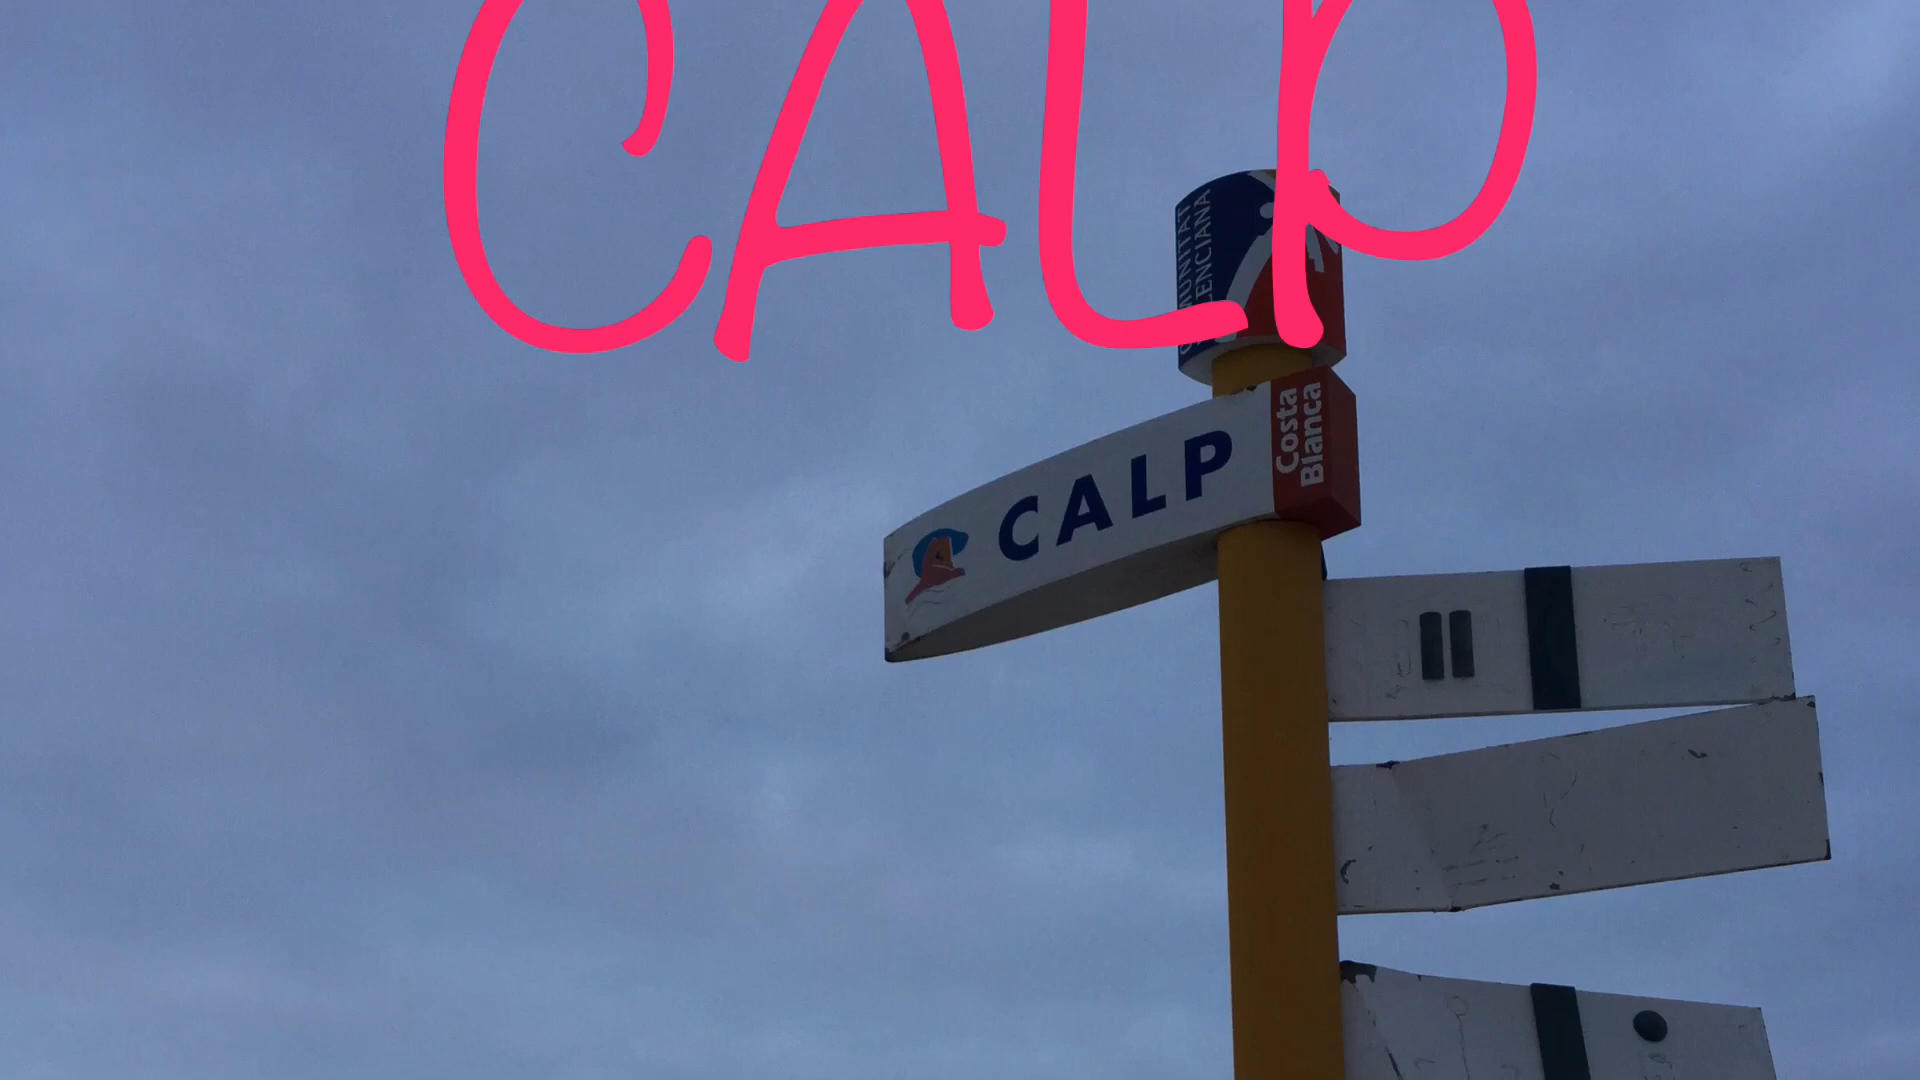 CALP
COMUNITAT
VALENCIANA
CALP
Costa
Blanca